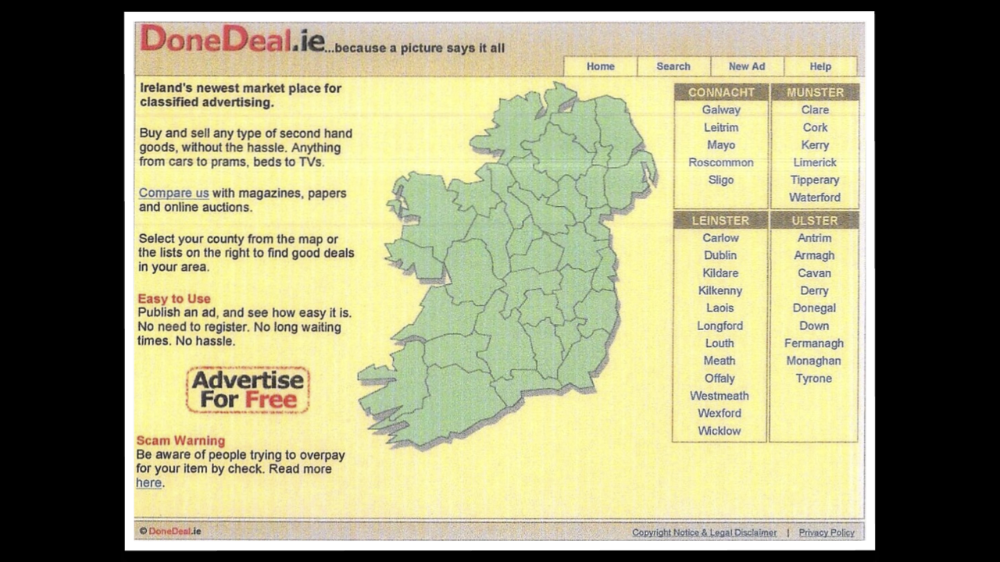 DoneDeal.ie...because a picture says it all
Home
Search
New Ad
Help
Ireland's newest market place for
classified advertising.
Buy and sell any type of second hand
goods, without the hassle. Anything
from cars to prams, beds to TVs.
Compare us with magazines, papers
and online auctions.
Select your county from the map or
the lists on the right to find good deals
in your area.
Easy to Use
Publish an ad, and see how easy it is.
No need to register. No long waiting
times. No hassle.
Advertise
For Free
Scam Warning
Be aware of people trying to overpay
for your item by check. Read more
here.
CONNACHT
Galway
Leitrim
Mayo
Roscommon
Sligo
MUNSTER
Clare
Cork
Kerry
Limerick
Tipperary
Waterford
LEINSTER
Carlow
Dublin
Kildare
Kilkenny
Laois
Longford
Louth
Meath
Offaly
Westmeath
Wexford
Wicklow
ULSTER
Antrim
Armagh
Cavan
Derry
Donegal
Down
Fermanagh
Monaghan
Tyrone
© DoneDeal.ie
Copyright Notice & Legal Disclaimer | Privacy Policy